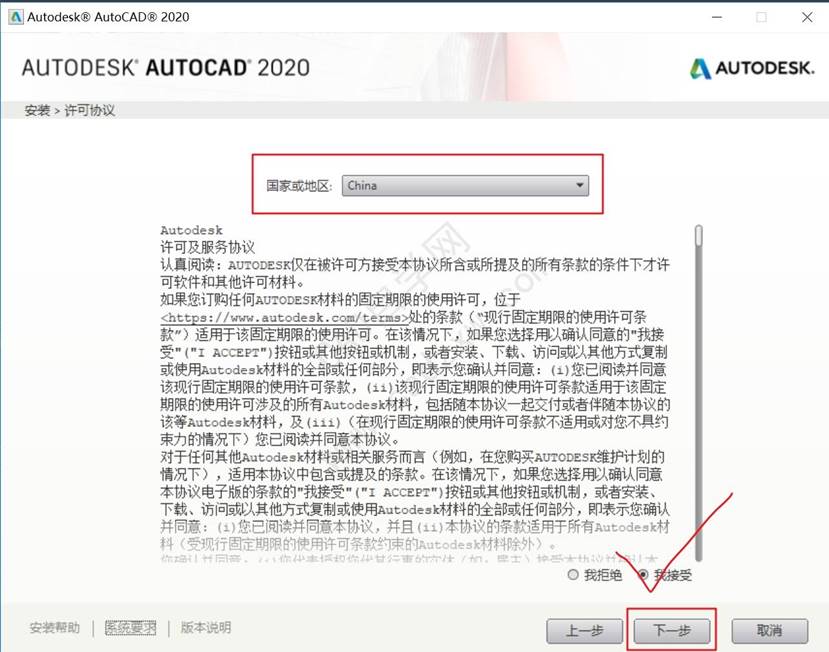 Autodesk® AutoCAD® 2020
AUTODESK® AUTOCAD® 2020
AUTODESK.
安装 > 许可协议
国家或地区: China
Autodesk
许可及服务协议
认真阅读：AUTODESK仅在被许可方接受本协议所含或所提及的所有条款的条件下才许
可软件和其他许可材料。
如果您订购任何AUTODESK材料的固定期限的使用许可，位于
<https://www.autodesk.com/terms>处的条款（“现行固定期限的使用许可条
款”）适用于该固定期限的使用许可。在该情况下，如果您选择用以确认同意的"我接
受"("I ACCEPT")按钮或其他按钮或机制，或者安装、下载、访问或以其他方式复制
或使用Autodesk材料的全部或任何部分，即表示您确认并同意：(i)您已阅读并同意
该现行固定期限的使用许可条款，(ii)该现行固定期限的使用许可条款适用于该固定
期限的使用许可涉及的所有Autodesk材料，包括随本协议一起交付或者伴随本协议的
该等Autodesk材料，及(iii)（在现行固定期限的使用许可条款不适用或对您不具约
束力的情况下）您已阅读并同意本协议。
对于任何其他Autodesk材料或相关服务而言（例如，在您购买AUTODESK维护计划的
情况下），适用本协议中包含或提及的条款。在该情况下，如果您选择用以确认同意
本协议电子版的条款的"我接受"("I ACCEPT")按钮或其他按钮或机制，或者安装、
下载、访问或以其他方式复制或使用Autodesk材料的全部或任何部分，即表示您确认
并同意：(i)您已阅读并同意本协议，并且(ii)本协议的条款适用于所有Autodesk材
料（受现行固定期限的使用许可条款约束的Autodesk材料除外）。
我拒绝 我接受
安装帮助 | 系统要求 | 版本说明
上一步 下一步 取消